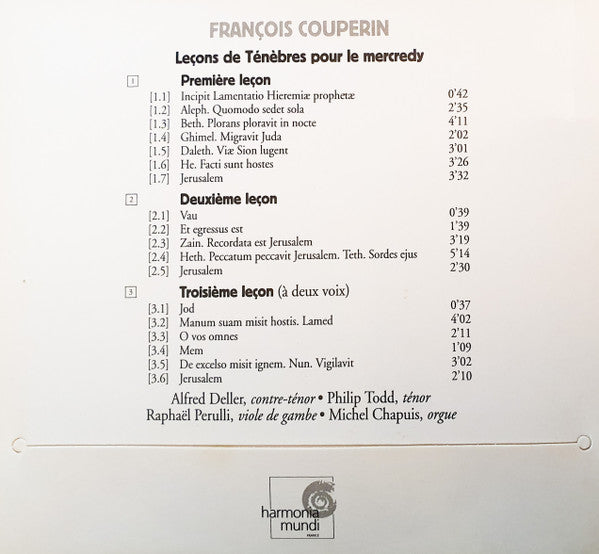 FRANÇOIS COUPERIN
Leçons de Ténèbres pour le mercredy
1 Première leçon
[1.1] Incipit Lamentatio Hieremiæ prophetæ 0'42
[1.2] Aleph. Quomodo sedet sola 2'35
[1.3] Beth. Plorans ploravit in nocte 4'11
[1.4] Ghimel. Migravit Juda 2'02
[1.5] Daleth. Viæ Sion lugent 3'01
[1.6] He. Facti sunt hostes 3'26
[1.7] Jerusalem 3'32
2 Deuxième leçon
[2.1] Vau 0'39
[2.2] Et egressus est 1'39
[2.3] Zain. Recordata est Jerusalem 3'19
[2.4] Heth. Peccatum peccavit Jerusalem. Teth. Sordes ejus 5'14
[2.5] Jerusalem 2'30
3 Troisième leçon (à deux voix)
[3.1] Jod 0'37
[3.2] Manum suam misit hostis. Lamed 4'02
[3.3] O vos omnes 2'11
[3.4] Mem 1'09
[3.5] De excelso misit ignem. Nun. Vigilavit 3'02
[3.6] Jerusalem 2'10
Alfred Deller, contre-ténor • Philip Todd, ténor
Raphaël Perulli, viole de gambe • Michel Chapuis, orgue
harmonia
mundi
FRANCE